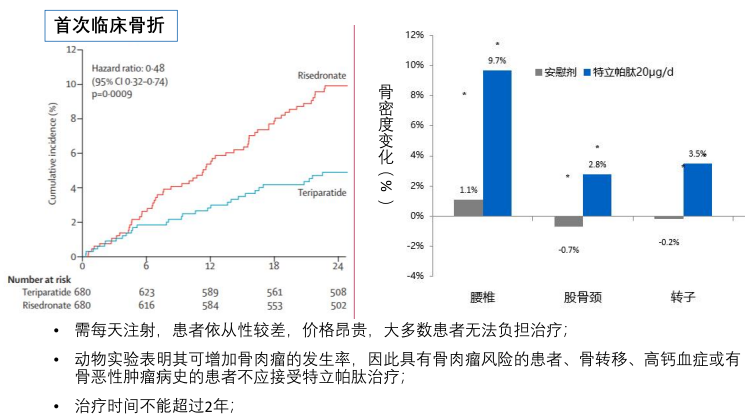 首次临床骨折
12
10
8
6
4
2
0
Cumulative incidence (%)
Hazard ratio: 0·48
(95% CI 0·32–0·74)
p=0·0009
Risedronate
Teriparatide
0 6 12 18 24
Number at risk
Teriparatide 680 623 589 561 508
Risedronate 680 616 584 553 502
骨密度变化(%)
12%
10%
8%
6%
4%
2%
0%
-2%
-4%
安慰剂 特立帕肽20μg/d
* * * * * *
1.1% 9.7%
-0.7% 2.8%
-0.2% 3.5%
腰椎 股骨颈 转子
• 需每天注射，患者依从性较差，价格昂贵，大多数患者无法负担治疗；
• 动物实验表明其可增加骨肉瘤的发生率，因此具有骨肉瘤风险的患者、骨转移、高钙血症或有
骨恶性肿瘤病史的患者不应接受特立帕肽治疗；
• 治疗时间不能超过2年；